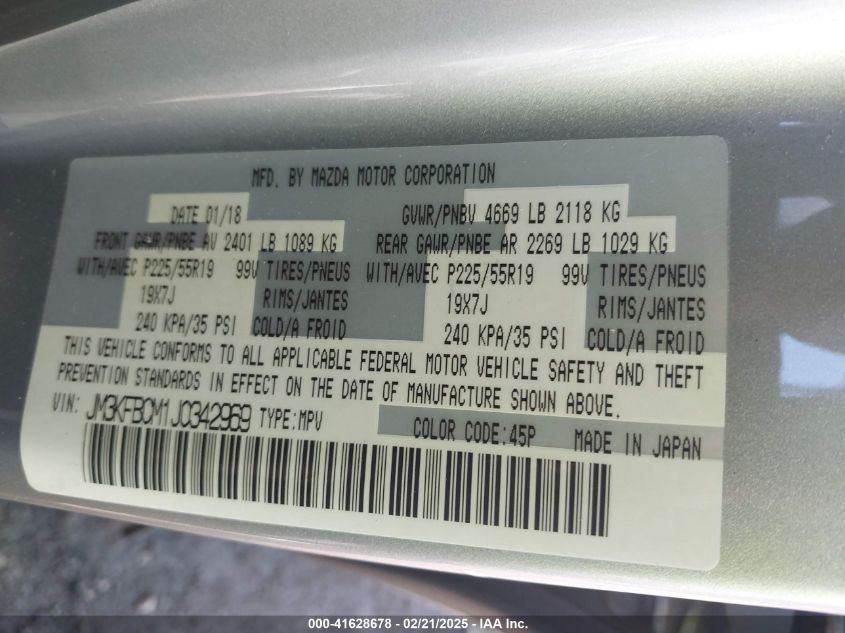 MFD. BY MAZDA MOTOR CORPORATION
DATE 01/18 GVWR/PNBV 4669 LB 2118 KG
FRONT GAWR/PNBE AV 2401 LB 1089 KG REAR GAWR/PNBE AR 2269 LB 1029 KG
WITH/AVEC P225/55R19 99V TIRES/PNEUS WITH/AVEC P225/55R19 99V TIRES/PNEUS
19X7J RIMS/JANTES 19X7J RIMS/JANTES
240 KPA/35 PSI COLD/A FROID 240 KPA/35 PSI COLD/A FROID
THIS VEHICLE CONFORMS TO ALL APPLICABLE FEDERAL MOTOR VEHICLE SAFETY AND THEFT
PREVENTION STANDARDS IN EFFECT ON THE DATE OF MANUFACTURE SHOWN ABOVE.
VIN: JM3KFBCM1J0342969 TYPE:MPV COLOR CODE:45P MADE IN JAPAN
000-41628678 - 02/21/2025 - IAA Inc.